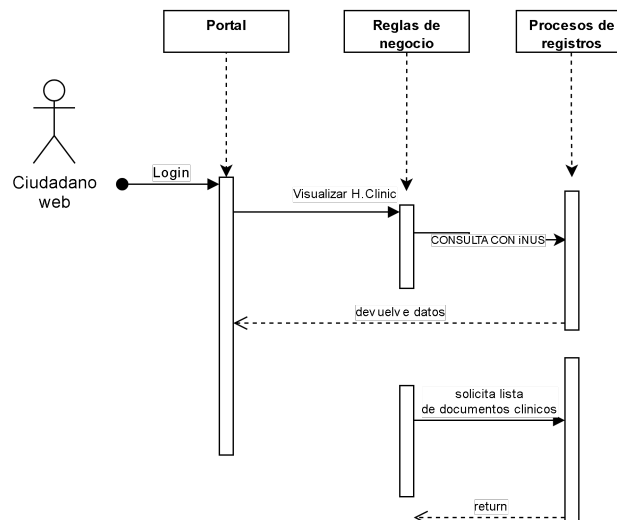 Portal
Reglas de
negocio
Procesos de
registros
Ciudadano
web
Login
Visualizar H.Clinic
CONSULTA CON iNUS
devuelve datos
solicita lista
de documentos clinicos
return